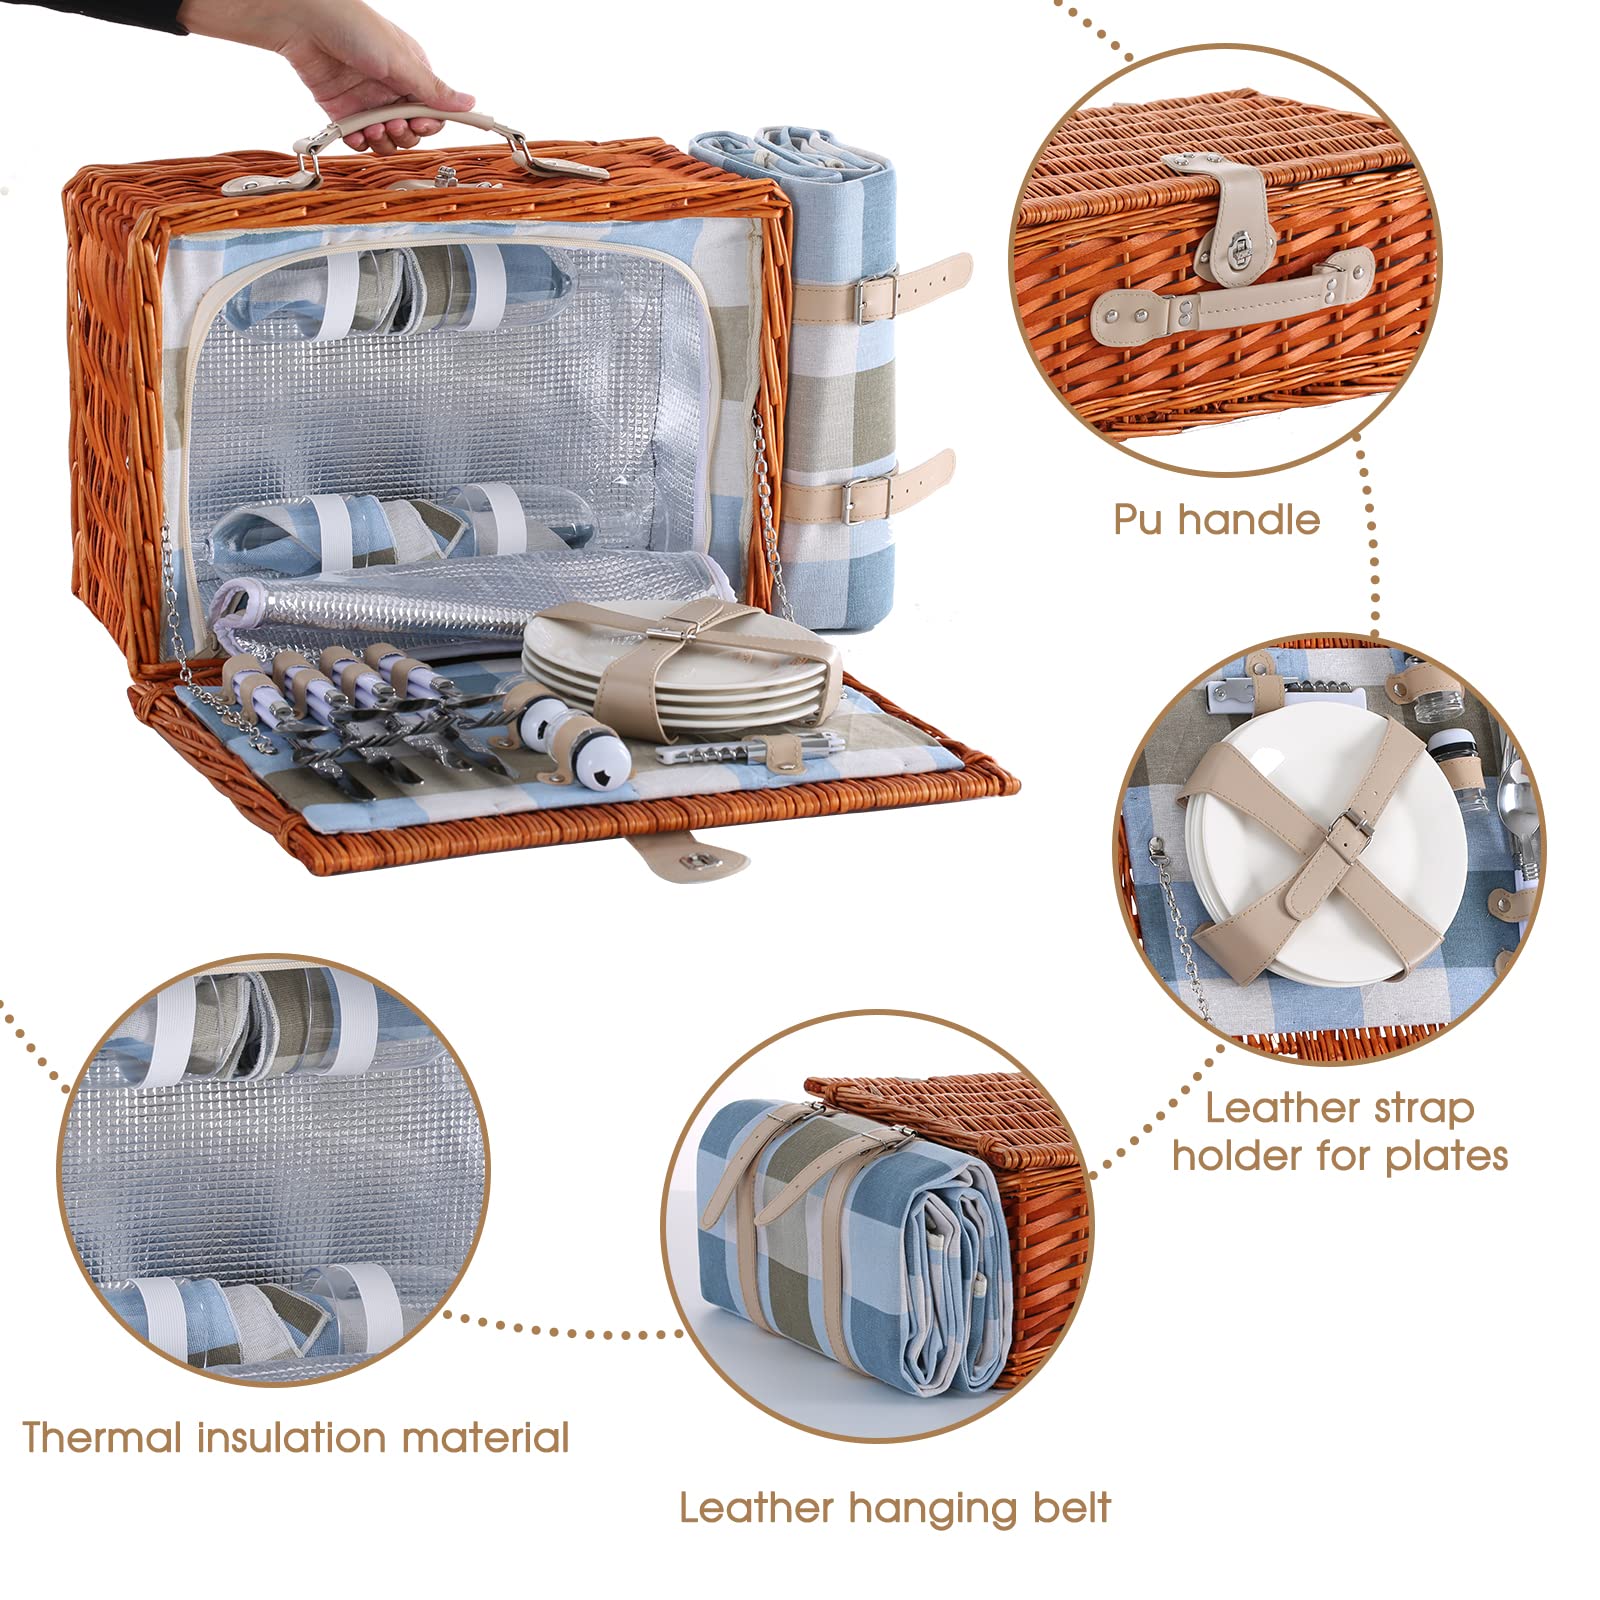 Pu handle
Leather strap
holder for plates
Thermal insulation material
Leather hanging belt